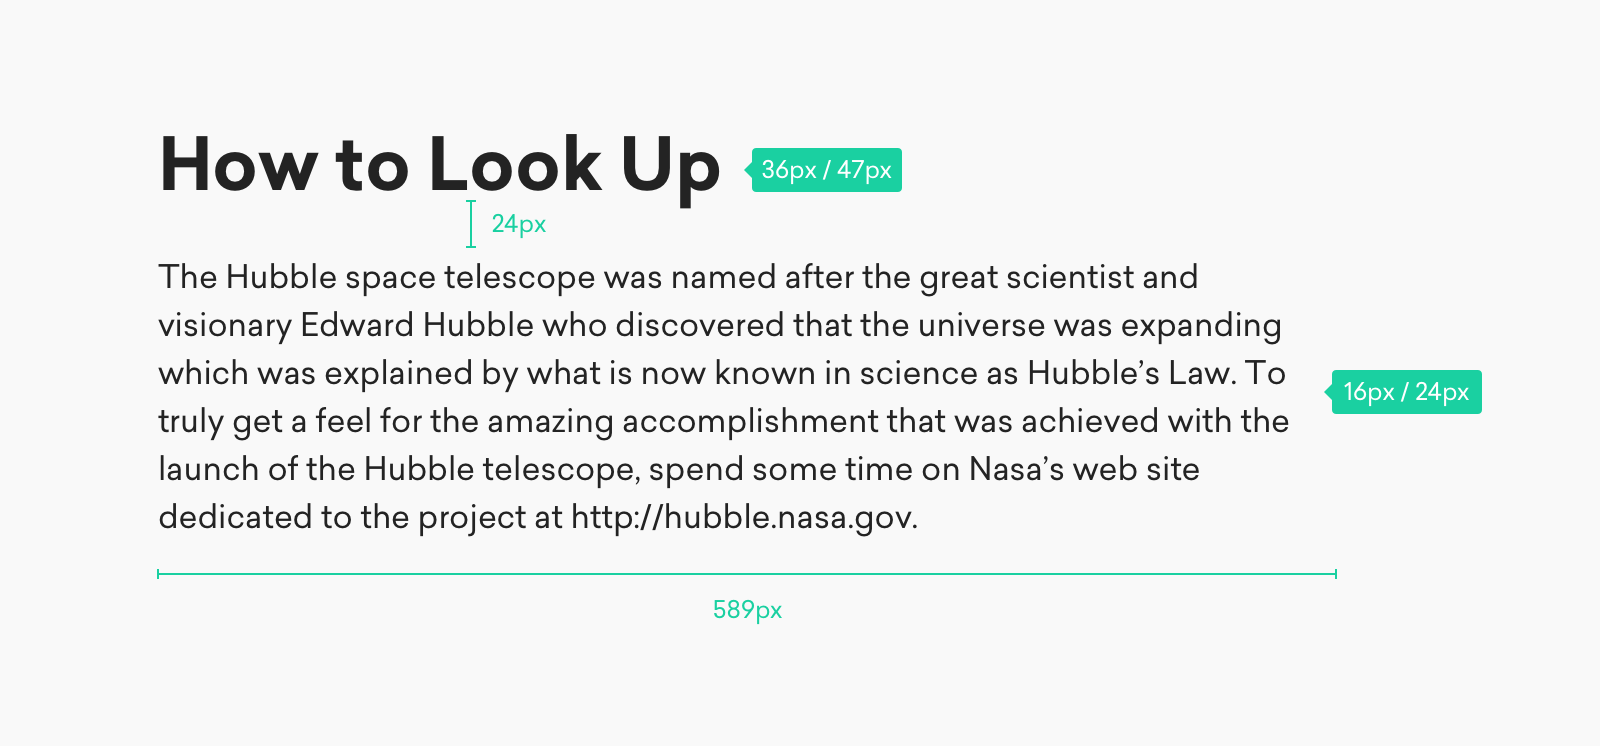 How to Look Up
36px / 47px
24px
The Hubble space telescope was named after the great scientist and
visionary Edward Hubble who discovered that the universe was expanding
which was explained by what is now known in science as Hubble’s Law. To
truly get a feel for the amazing accomplishment that was achieved with the
launch of the Hubble telescope, spend some time on Nasa’s web site
dedicated to the project at http://hubble.nasa.gov.
16px / 24px
589px